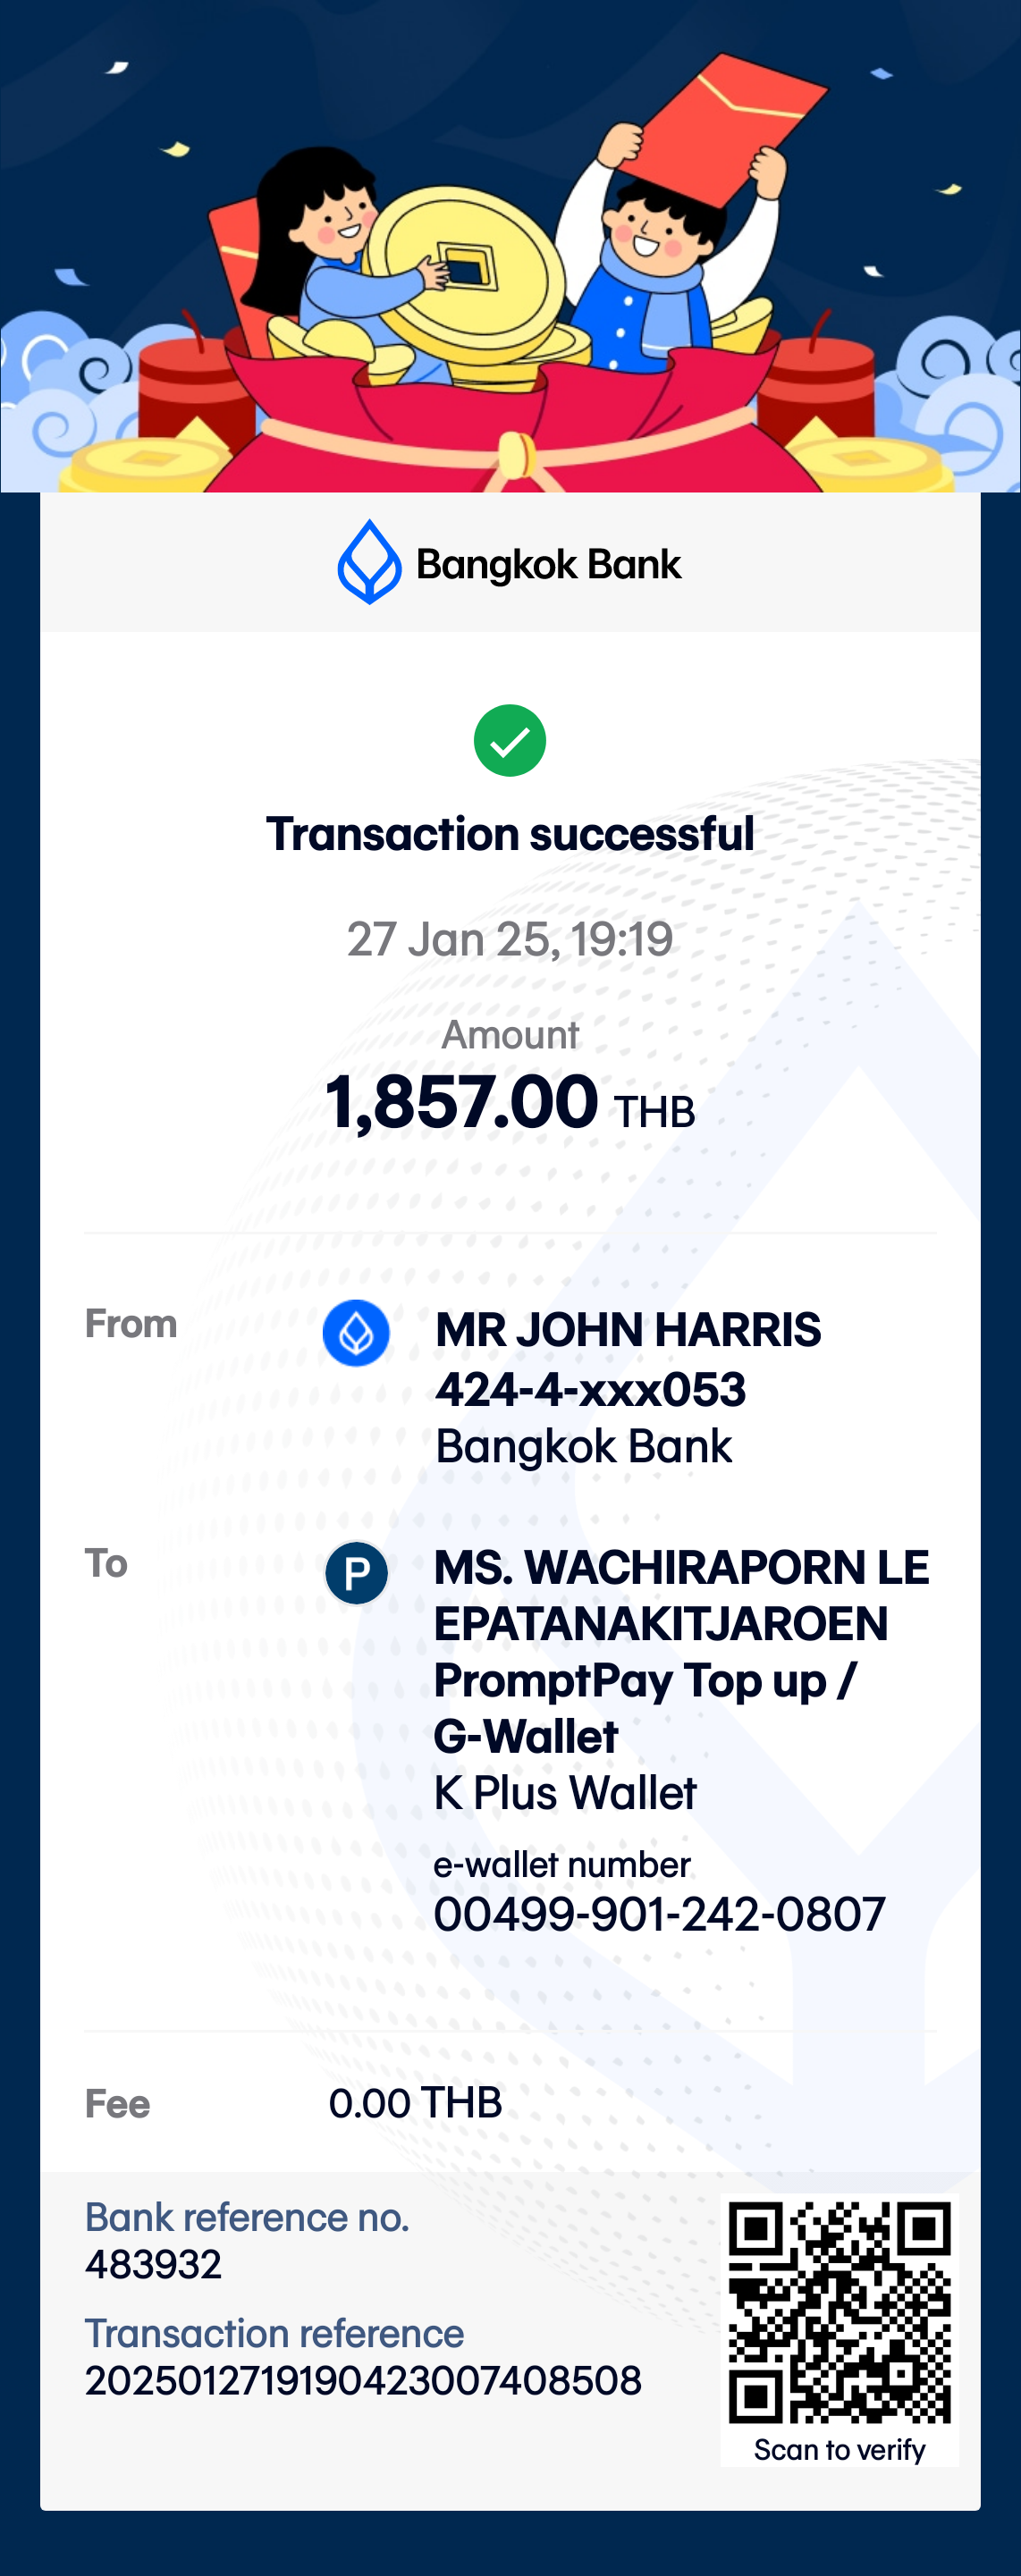 Bangkok Bank
Transaction successful
27 Jan 25, 19:19
Amount
1,857.00 THB
From
MR JOHN HARRIS
424-4-xxx053
Bangkok Bank
To
MS. WACHIRAPORN LE
EPATANAKITJAROEN
PromptPay Top up /
G-Wallet
K Plus Wallet
e-wallet number
00499-901-242-0807
Fee
0.00 THB
Bank reference no.
483932
Transaction reference
2025012719190423007408508
Scan to verify